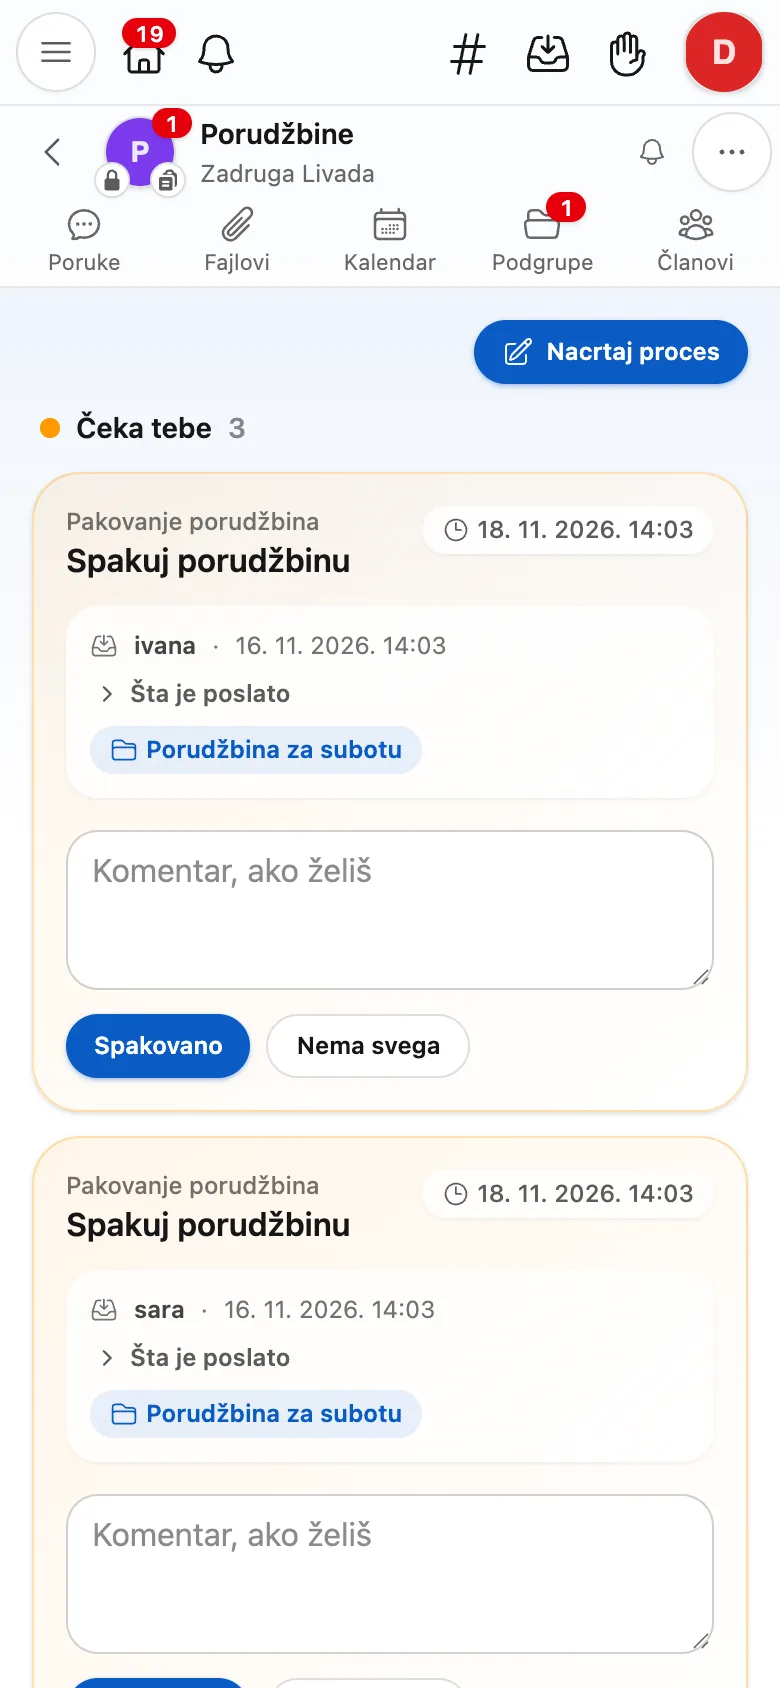 19
D
P
1
Porudžbine
Zadruga Livada
Poruke
Fajlovi
Kalendar
1
Podgrupe
Članovi
Nacrtaj proces
Čeka tebe 3
Pakovanje porudžbina
Spakuj porudžbinu
18. 11. 2026. 14:03
ivana · 16. 11. 2026. 14:03
Šta je poslato
Porudžbina za subotu
Komentar, ako želiš
Spakovano
Nema svega
Pakovanje porudžbina
Spakuj porudžbinu
18. 11. 2026. 14:03
sara · 16. 11. 2026. 14:03
Šta je poslato
Porudžbina za subotu
Komentar, ako želiš